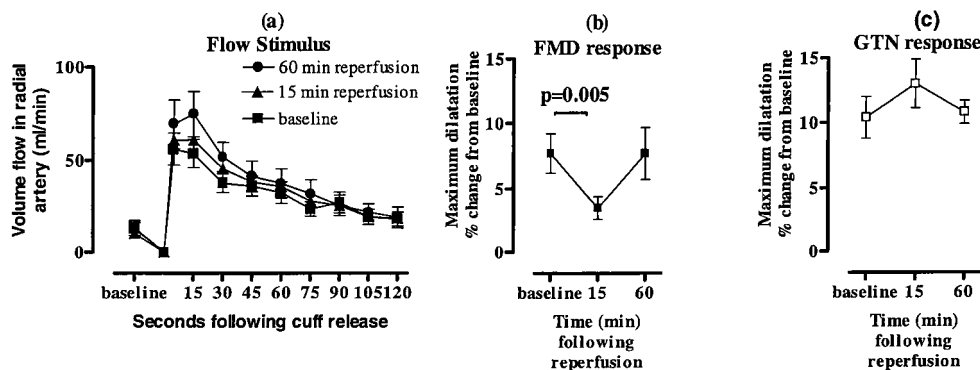 (a)
Flow Stimulus
60 min reperfusion
15 min reperfusion
baseline
100
50
0
Volume flow in radial
artery (ml/min)
baseline 15 30 45 60 75 90 105 120
Seconds following cuff release
(b)
FMD response
p=0.005
15
10
5
0
Maximum dilatation
% change from baseline
baseline 15 60
Time (min)
following
reperfusion
(c)
GTN response
15
10
5
0
Maximum dilatation
% change from baseline
baseline 15 60
Time (min)
following
reperfusion